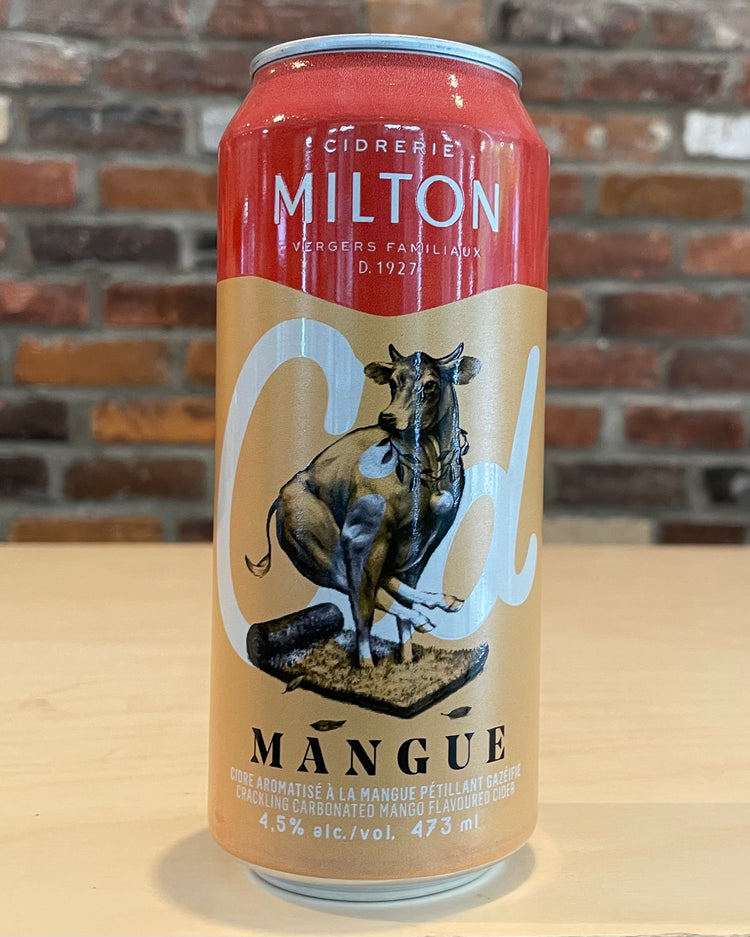 CIDRERIE
MILTON
VERGERS FAMILIAUX
D. 1927
Cid
MANGUE
CIDRE AROMATISÉ À LA MANGUE PÉTILLANT GAZÉIFIÉ
CRACKLING CARBONATED MANGO FLAVOURED CIDER
4,5% alc./vol. 473 ml